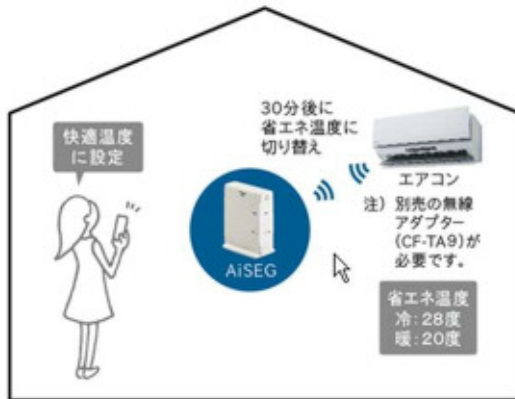 快適温度
に設定
30分後に
省エネ温度に
切り替え
AiSEG
エアコン
注) 別売の無線
アダプター
(CF-TA9)が
必要です。
省エネ温度
冷:28度
暖:20度